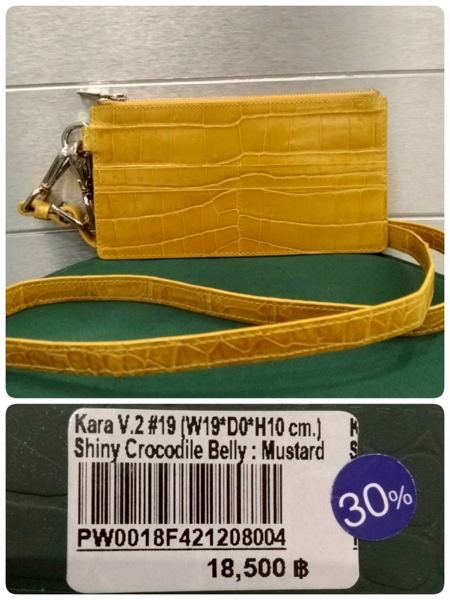 Kara V.2 #19 (W19*D0*H10 cm.)
Shiny Crocodile Belly : Mustard
PW0018F421208004
18,500 ฿
30%
K
S